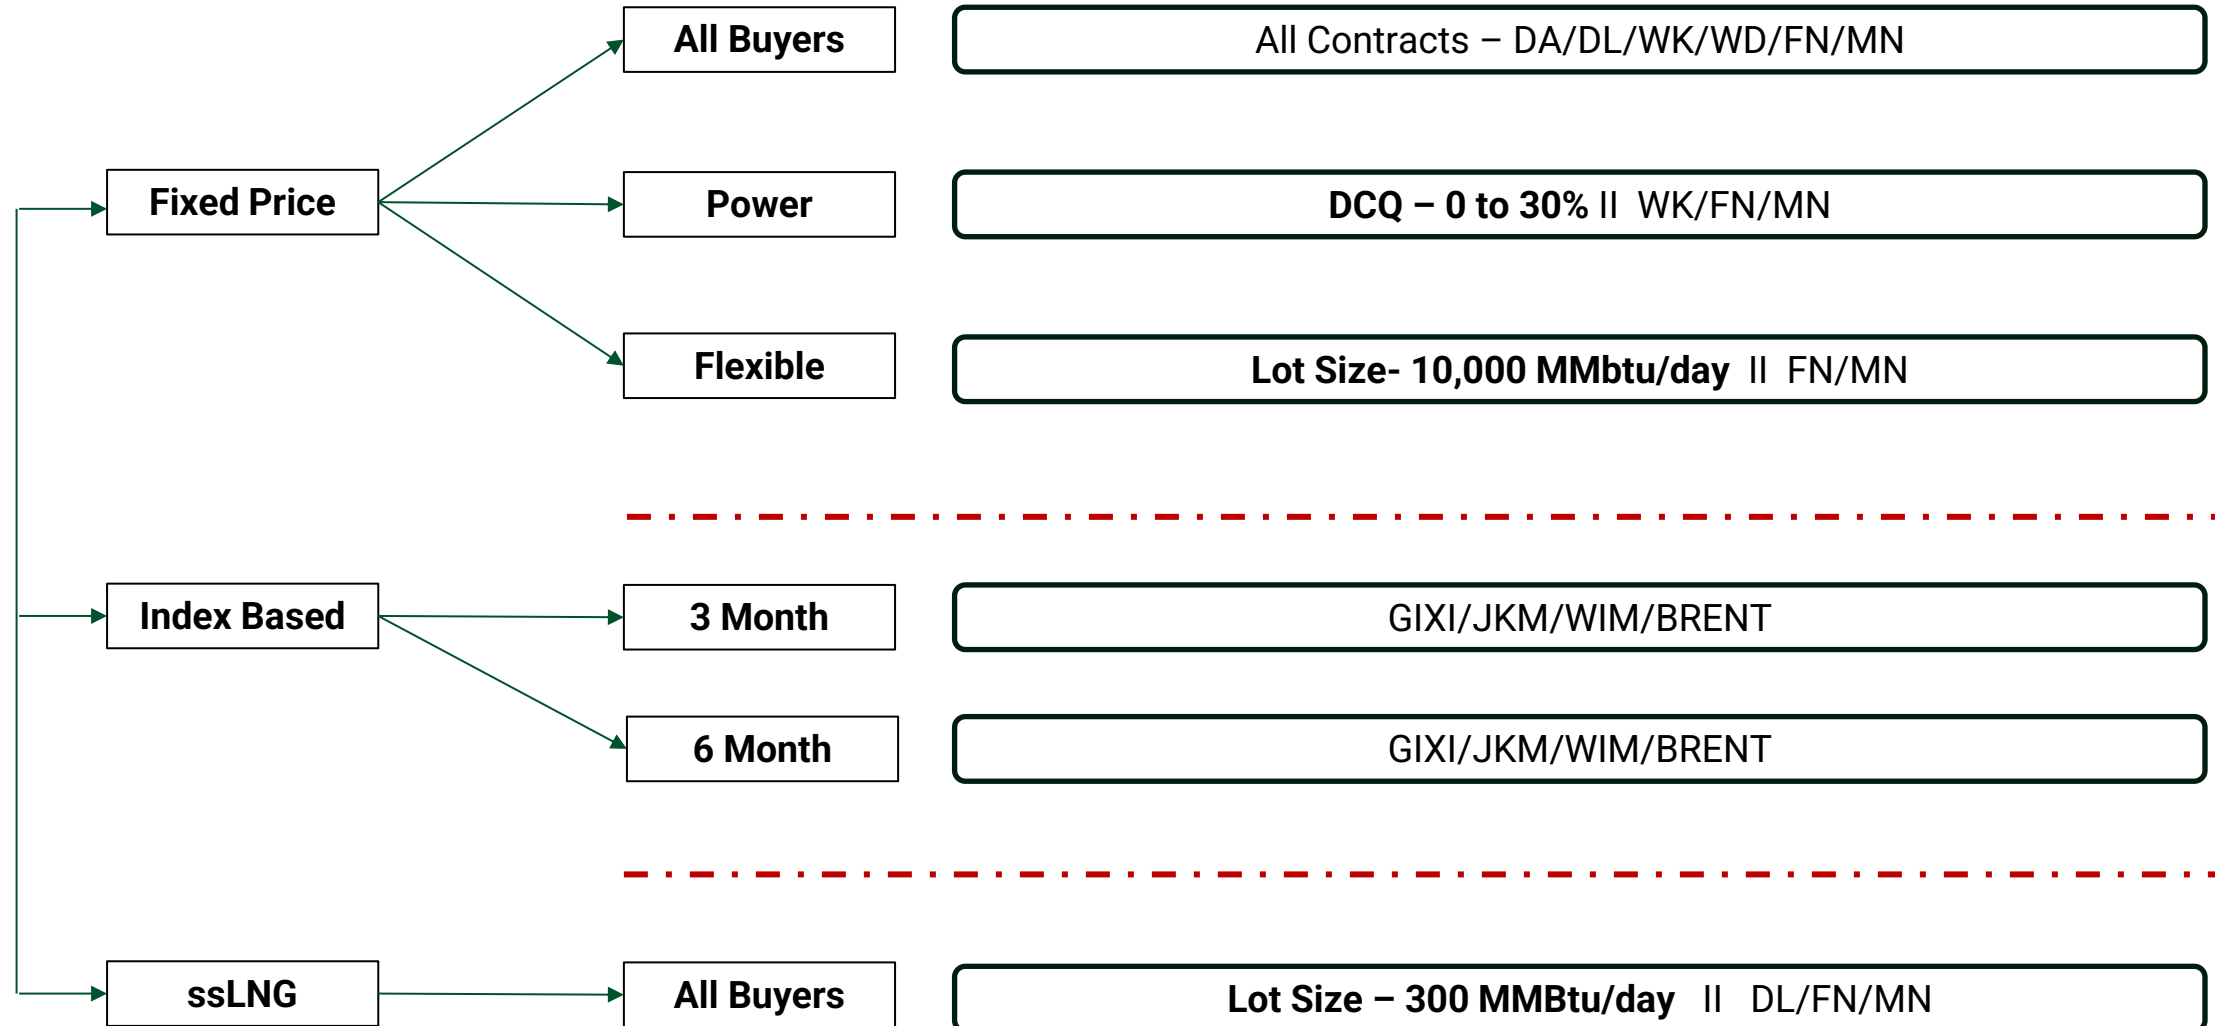 All Buyers
All Contracts – DA/DL/WK/WD/FN/MN
Fixed Price
Power
DCQ – 0 to 30% II WK/FN/MN
Flexible
Lot Size- 10,000 MMbtu/day II FN/MN
Index Based
3 Month
GIXI/JKM/WIM/BRENT
6 Month
GIXI/JKM/WIM/BRENT
ssLNG
All Buyers
Lot Size – 300 MMBtu/day II DL/FN/MN